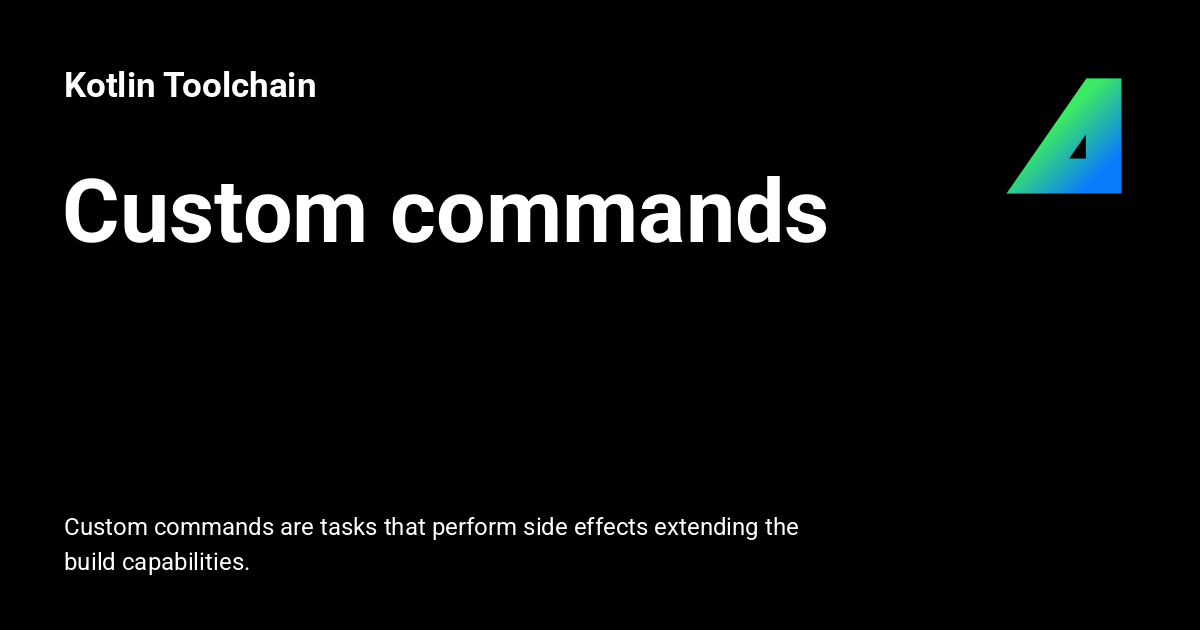 Kotlin Toolchain
Custom commands
Custom commands are tasks that perform side effects extending the
build capabilities.